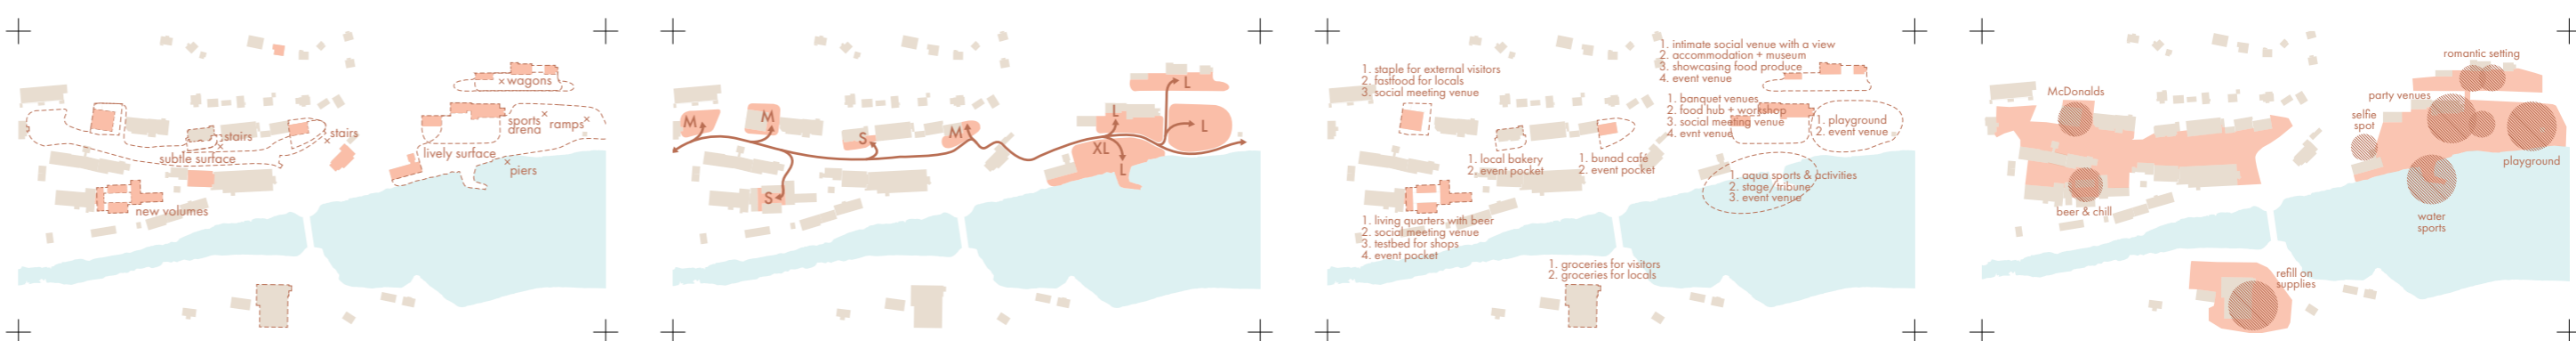 wagons
sports
drena
ramps
stairs
stairs
subtle surface
lively surface
piers
new volumes
L
M
M
L
S
M
L
XL
L
S
1. intimate social venue with a view
2. accommodation + museum
3. showcasing food produce
4. event venue
1. staple for external visitors
2. fastfood for locals
3. social meeting venue
1. banquet venues
2. food hub + workshop
3. social meeting venue
4. evnt venue
1. playground
2. event venue
1. local bakery
2. event pocket
1. bunad café
2. event pocket
1. aqua sports & activities
2. stage/tribune
3. event venue
1. living quarters with beer
2. social meeting venue
3. testbed for shops
4. event pocket
1. groceries for visitors
2. groceries for locals
romantic setting
McDonalds
party venues
selfie
spot
playground
beer & chill
water
sports
refill on
supplies